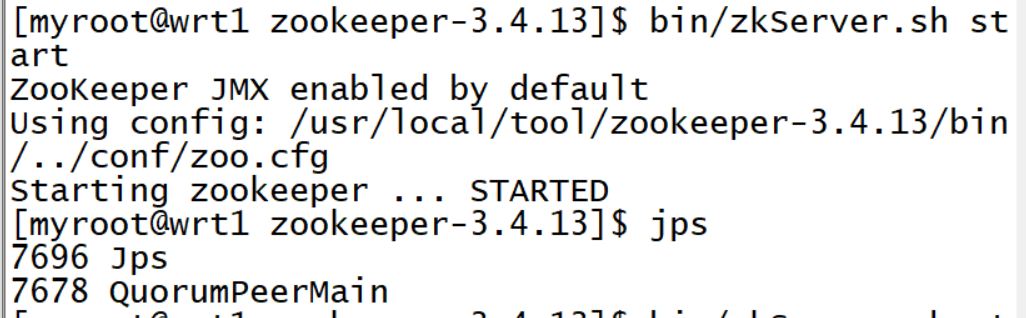 [myroot@wrt1 zookeeper-3.4.13]$ bin/zkServer.sh st
art
ZooKeeper JMX enabled by default
Using config: /usr/local/tool/zookeeper-3.4.13/bin
/../conf/zoo.cfg
Starting zookeeper ... STARTED
[myroot@wrt1 zookeeper-3.4.13]$ jps
7696 Jps
7678 QuorumPeerMain